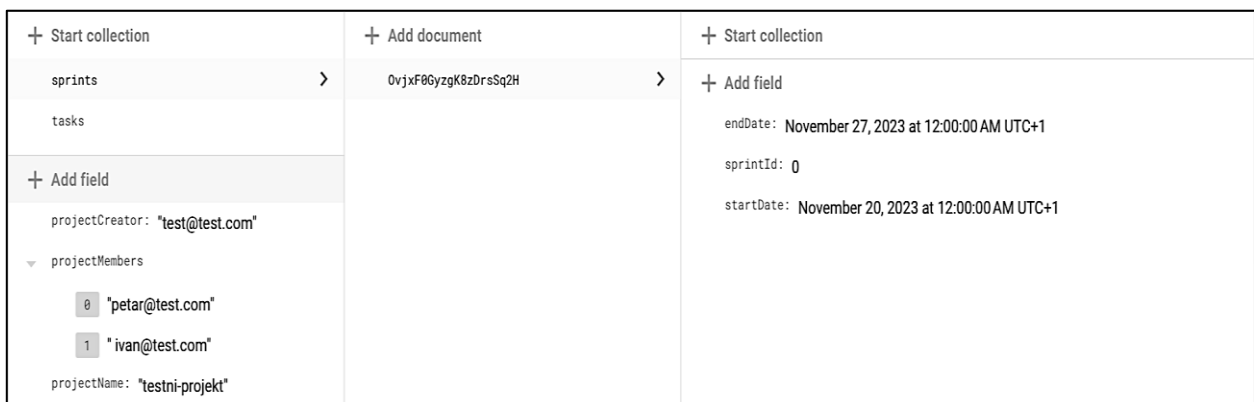 + Start collection
sprints
tasks
+ Add field
projectCreator: "test@test.com"
projectMembers
0 "petar@test.com"
1 " ivan@test.com"
projectName: "testni-projekt"
+ Add document
OvjxF0GyzgK8zDrsSq2H
+ Start collection
+ Add field
endDate: November 27, 2023 at 12:00:00 AM UTC+1
sprintId: 0
startDate: November 20, 2023 at 12:00:00 AM UTC+1